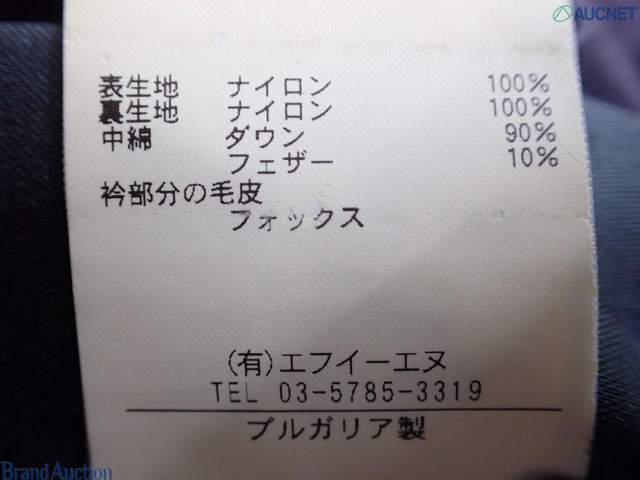 AUCNET
表生地 ナイロン 100%
裏生地 ナイロン 100%
中綿 ダウン 90%
フェザー 10%
衿部分の毛皮
フォックス
(有)エフイーエヌ
TEL 03-5785-3319
ブルガリア製
Brand Auction